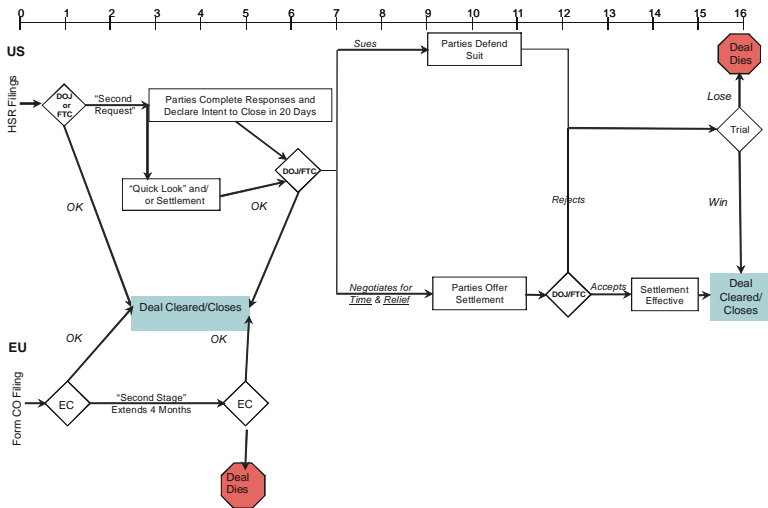 0 1 2 3 4 5 6 7 8 9 10 11 12 13 14 15 16
US
HSR Filings
DOJ
or
FTC
“Second
Request”
Parties Complete Responses and
Declare Intent to Close in 20 Days
“Quick Look” and/
or Settlement
OK
OK
DOJ/FTC
Sues
Parties Defend
Suit
Rejects
Negotiates for
Time & Relief
Parties Offer
Settlement
DOJ/FTC
Accepts
Settlement
Effective
Deal
Dies
Lose
Trial
Win
Deal
Cleared/
Closes
Deal Cleared/Closes
OK
OK
EU
Form CO Filing
EC
“Second Stage”
Extends 4 Months
EC
Deal
Dies